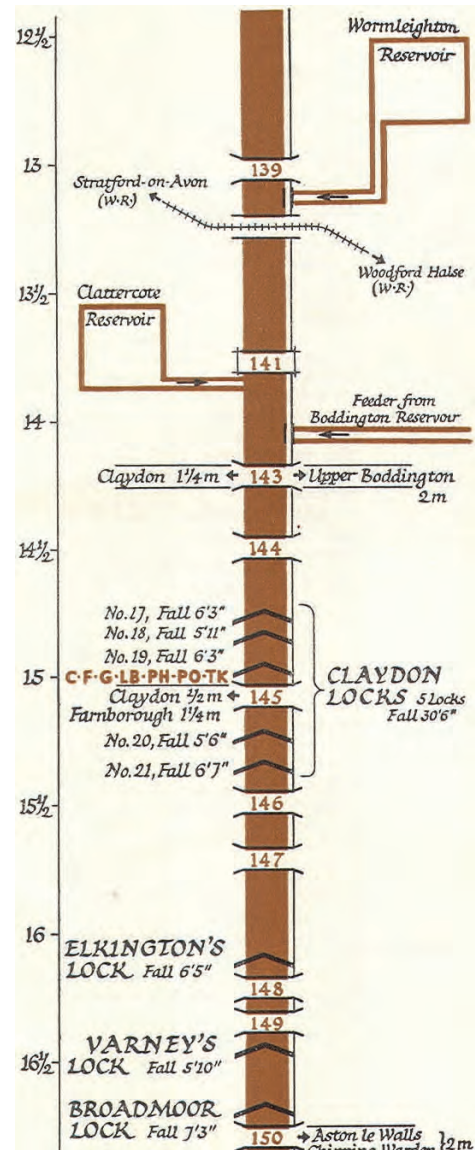 12½
Wormleighton
Reservoir
13
139
Stratford-on-Avon
(W.R.)
Woodford Halse
(W.R.)
13½
Clattercote
Reservoir
141
14
Feeder from
Boddington Reservour
Claydon 1¼m
143
Upper Boddington
2m
14½
144
No.17, Fall 6'3"
No.18, Fall 5'11"
No.19, Fall 6'3"
15
C·F·G·LB·PH·PO·TK
CLAYDON
LOCKS 5 Locks
Fall 30'6"
Claydon ½m
145
Farnborough 1¼m
No.20, Fall 5'6"
No.21, Fall 6'7"
15½
146
147
16
ELKINGTON'S
LOCK Fall 6'5"
148
149
16½
VARNEY'S
LOCK Fall 5'10"
BROADMOOR
LOCK Fall 7'3"
150
Aston le Walls
Chipping Warden
2m